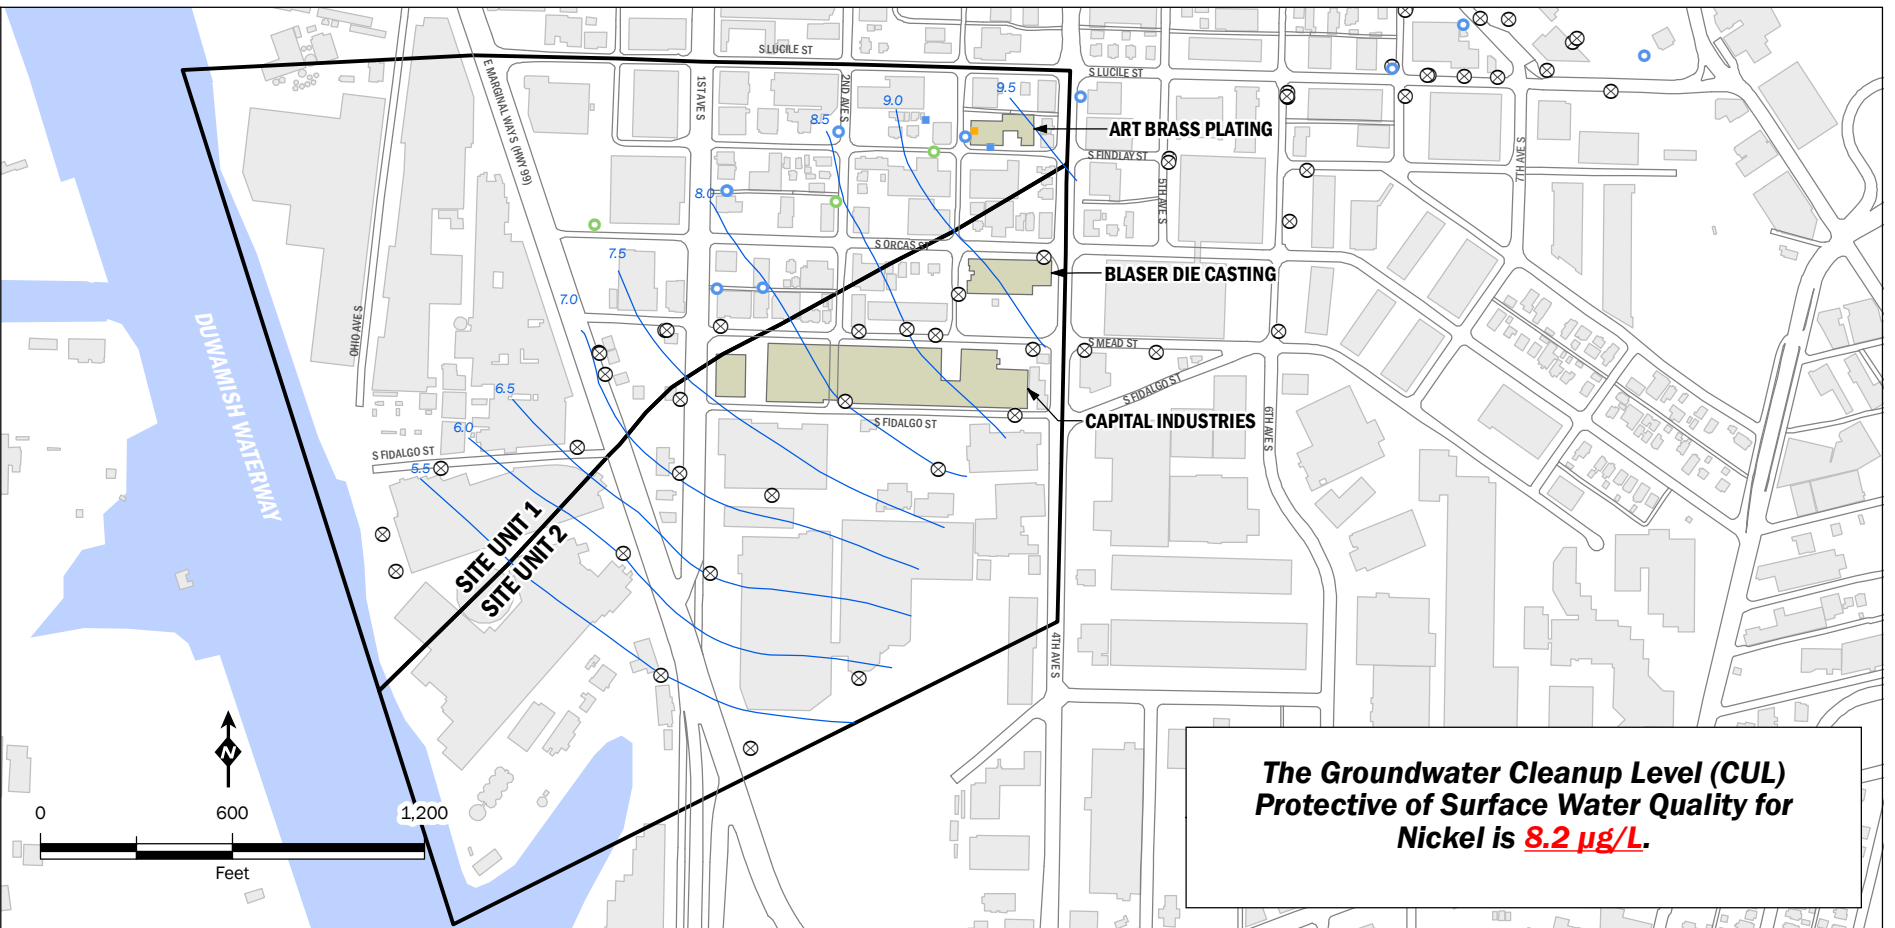 S LUCILE ST
S LUCILE ST
E MARGINAL WAY S (HWY 99)
1ST AVE S
2ND AVE S
9.5
9.0
8.5
ART BRASS PLATING
S FINDLAY ST
5TH AVE S
7TH AVE S
8.0
S ORCAS ST
7.5
BLASER DIE CASTING
7.0
OHIO AVE S
DUWAMISH WATERWAY
S MEAD ST
S FIDALGO ST
6.5
CAPITAL INDUSTRIES
S FIDALGO ST
6TH AVE S
6.0
S FIDALGO ST
5.5
SITE UNIT 1
SITE UNIT 2
4TH AVE S
N
0 600 1,200
Feet
The Groundwater Cleanup Level (CUL)
Protective of Surface Water Quality for
Nickel is 8.2 µg/L.